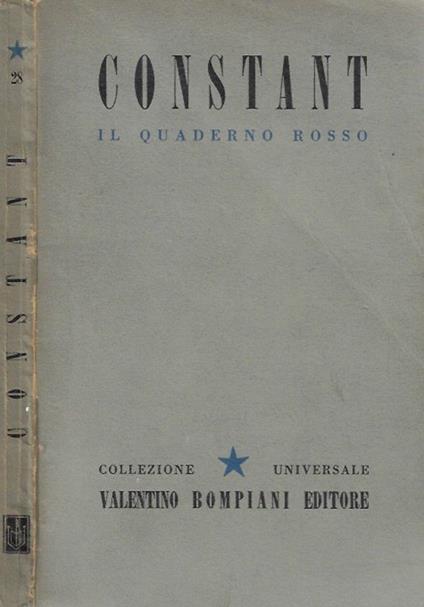 28
CONSTANT
CONSTANT
IL QUADERNO ROSSO
COLLEZIONE UNIVERSALE
VALENTINO BOMPIANI EDITORE